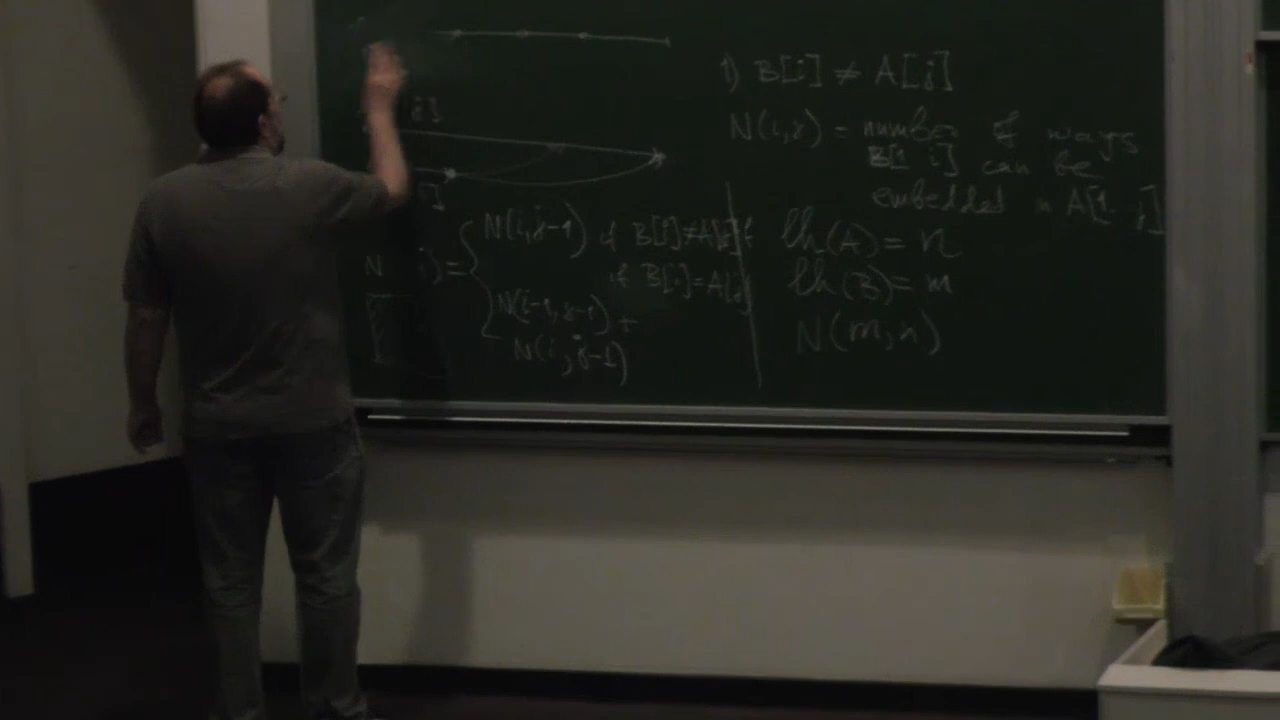 1) B[i] ≠ A[j]
N(i,j) = number of ways
B[1 i] can be
embedded in A[1 j]
j]
]
N(i,j-1) if B[i]≠A[j]
N i)= if B[i]=A[j]
N(i-1,j-1) +
N(i,j-1)
lh(A) = n
lh(B) = m
N(m,n)